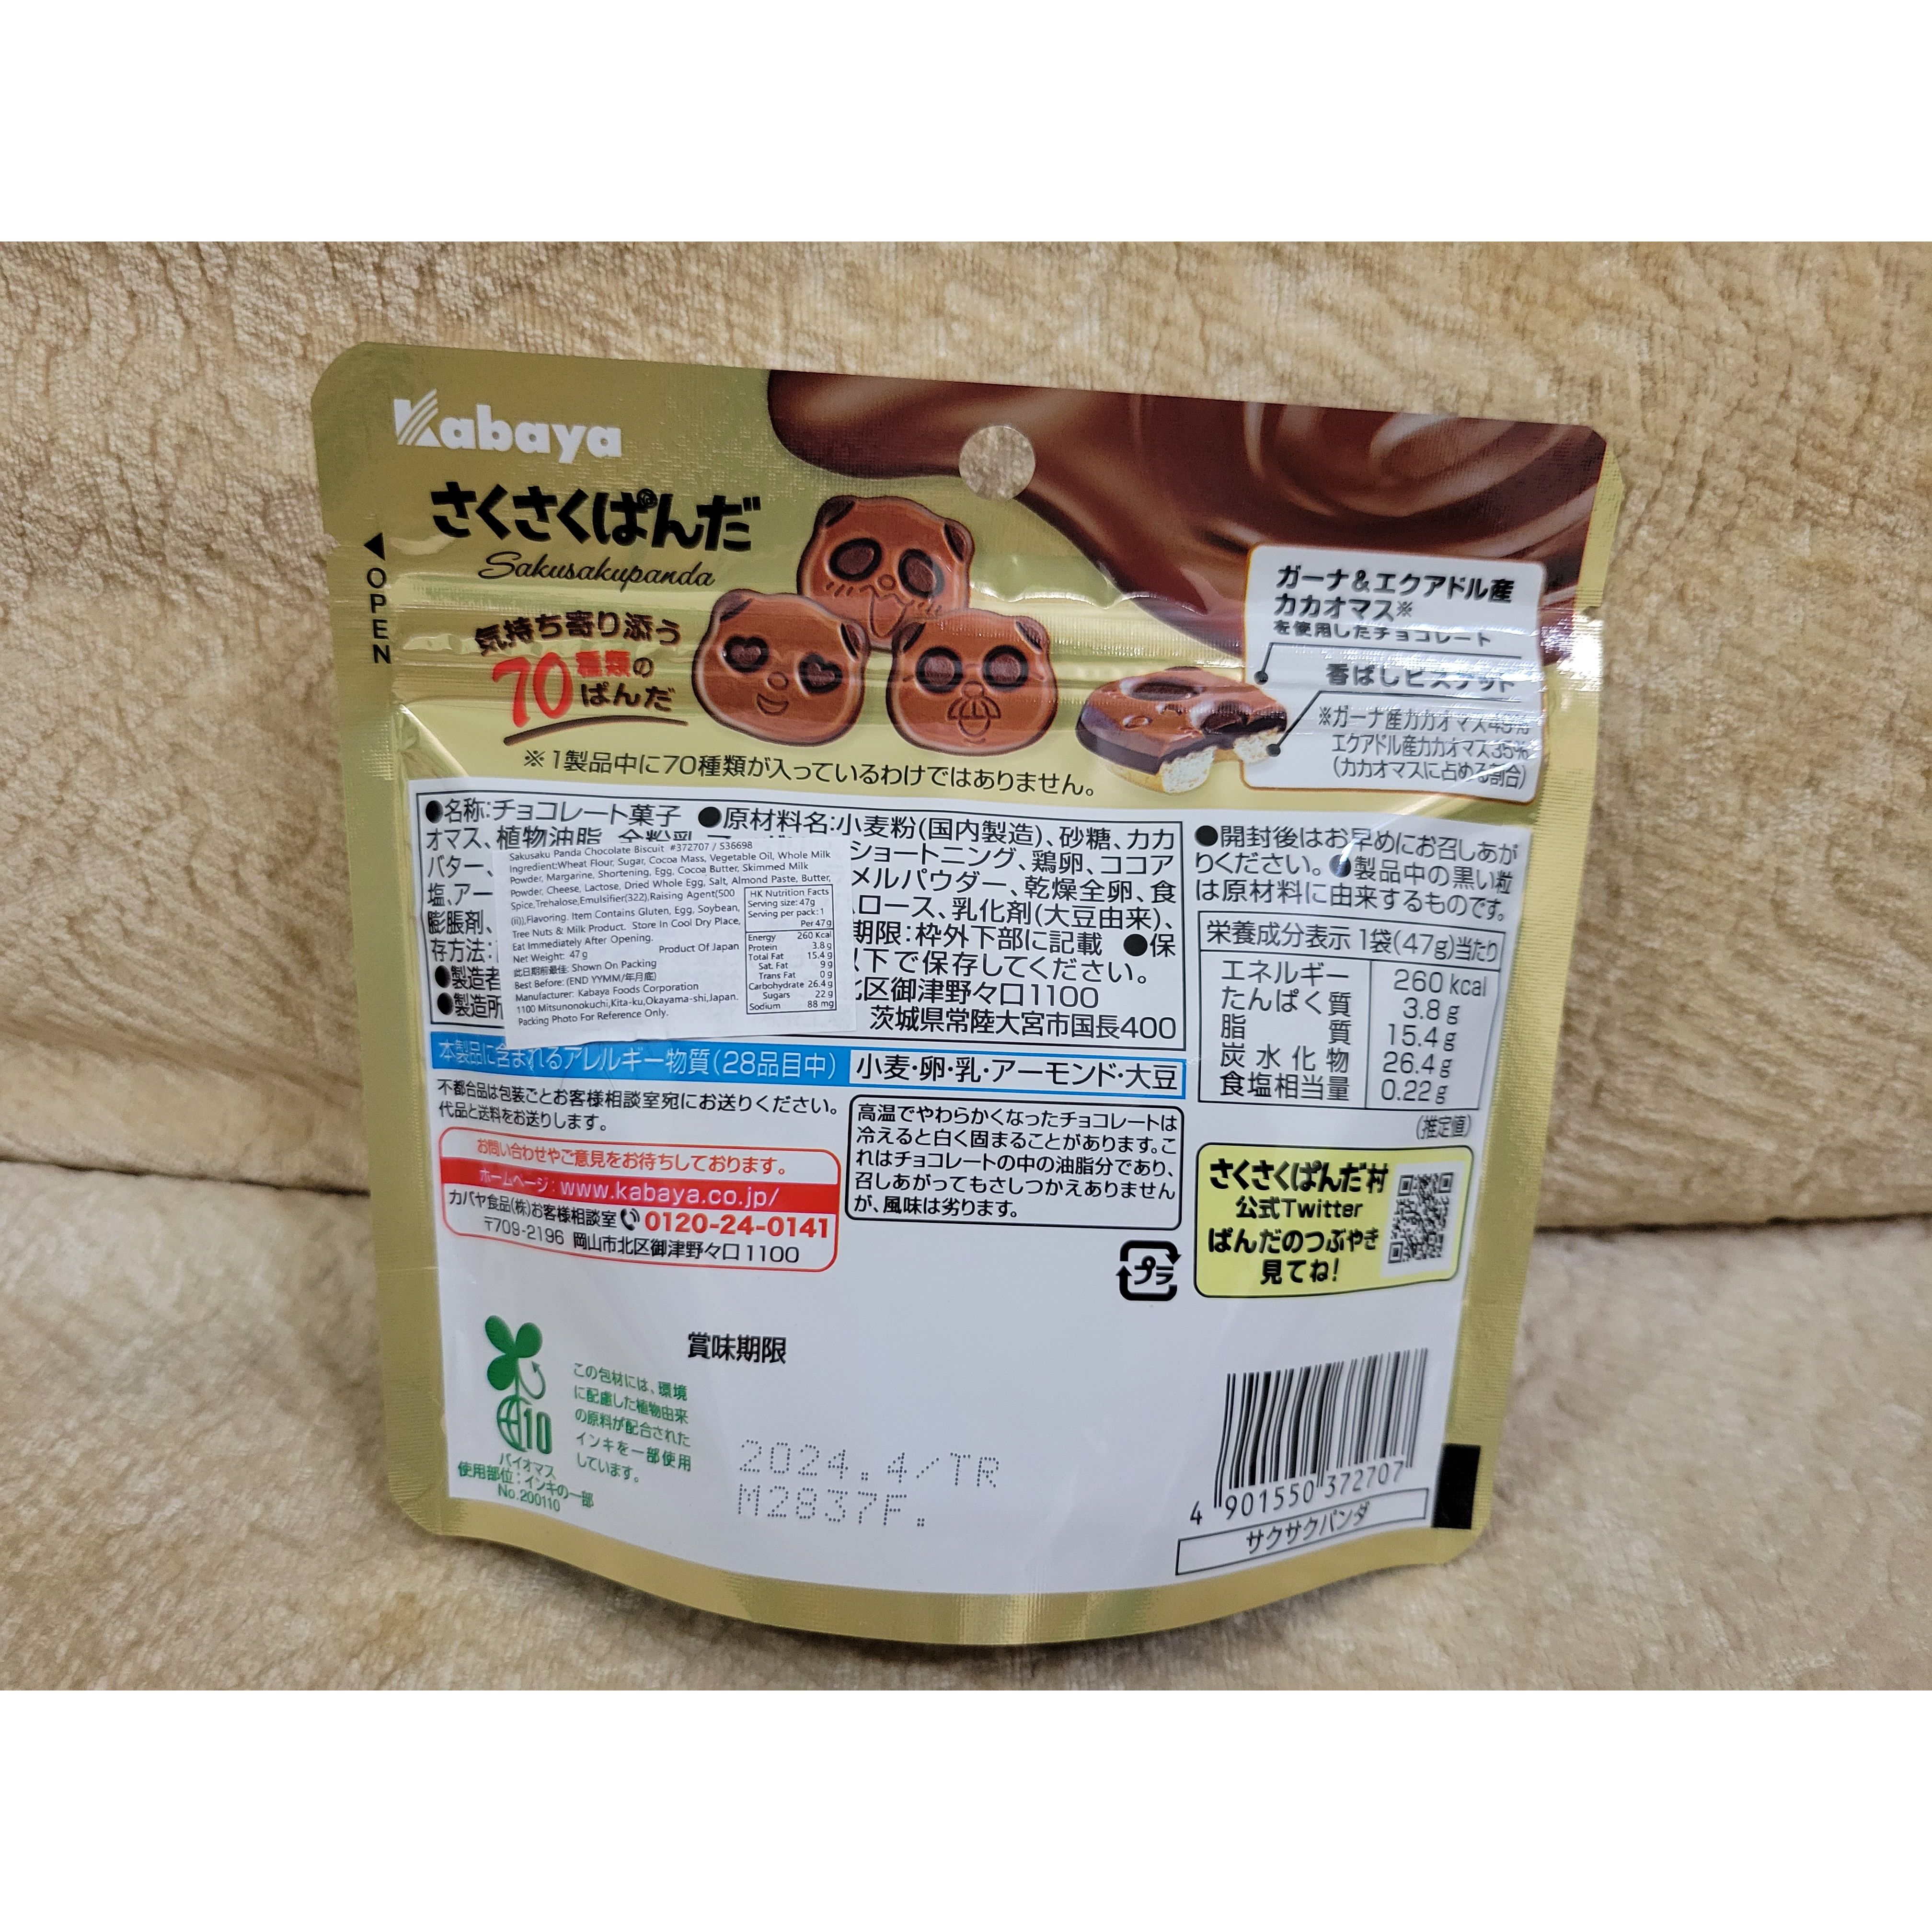 Kabaya
さくさくぱんだ
Sakusakupanda
OPEN
気持ち寄り添う
70種類の
ぱんだ
※1製品中に70種類が入っているわけではありません。
ガーナ&エクアドル産
カカオマス※
を使用したチョコレート
香ばしビスケット
※ガーナ産カカオマス45%
エクアドル産カカオマス35%
(カカオマスに占める割合)
●名称:チョコレート菓子 ●原材料名:小麦粉(国内製造)、砂糖、カカ
オマス、植物油脂、全粉乳
バター、 ショートニング、鶏卵、ココア
塩、アー メルパウダー、乾燥全卵、食
膨脹剤、 ロース、乳化剤(大豆由来)、
存方法: 期限:枠外下部に記載 ●保
●製造者 以下で保存してください。
●製造所 区御津野々口1100
茨城県常陸大宮市国長400
Sakusaku Panda Chocolate Biscuit #372707 / 536698
Ingredient:Wheat Flour, Sugar, Cocoa Mass, Vegetable Oil, Whole Milk
Powder, Margarine, Shortening, Egg, Cocoa Butter, Skimmed Milk
Powder, Cheese, Lactose, Dried Whole Egg, Salt, Almond Paste, Butter,
Spice,Trehalose,Emulsifier(322),Raising Agent(500
(ii)),Flavoring. Item Contains Gluten, Egg, Soybean,
Tree Nuts & Milk Product. Store In Cool Dry Place,
Eat Immediately After Opening.
Net Weight: 47g Product Of Japan
此日期前最佳: Shown On Packing
Best Before: (END YYMM/年月底)
Manufacturer: Kabaya Foods Corporation
1100 Mitsunonokuchi,Kita-ku,Okayama-shi,Japan.
Packing Photo For Reference Only.
HK Nutrition Facts
Serving size: 47g
Serving per pack: 1
Per 47g
Energy 260 Kcal
Protein 3.8 g
Total Fat 15.4 g
Sat. Fat 9 g
Trans Fat 0 g
Carbohydrate 26.4 g
Sugars 22 g
Sodium 88 mg
本製品に含まれるアレルギー物質(28品目中) 小麦・卵・乳・アーモンド・大豆
●開封後はお早めにお召しあが
りください。●製品中の黒い粒
は原材料に由来するものです。
栄養成分表示 1袋(47g)当たり
エネルギー 260 kcal
たんぱく質 3.8g
脂質 15.4g
炭水化物 26.4g
食塩相当量 0.22g
(推定値)
不都合品は包装ごとお客様相談室宛にお送りください。
代品と送料をお送りします。
お問い合わせやご意見をお待ちしております。
ホームページ:www.kabaya.co.jp/
カバヤ食品(株)お客様相談室 0120-24-0141
〒709-2196 岡山市北区御津野々口1100
高温でやわらかくなったチョコレートは
冷えると白く固まることがあります。こ
れはチョコレートの中の油脂分であり、
召しあがってもさしつかえありません
が、風味は劣ります。
プラ
さくさくぱんだ村
公式Twitter
ぱんだのつぶやき
見てね!
賞味期限
2024.4/TR
M2837F.
10
バイオマス
使用部位:インキの一部
No.200110
この包材には、環境
に配慮した植物由来
の原料が配合された
インキを一部使用
しています。
4 901550 372707
サクサクパンダ